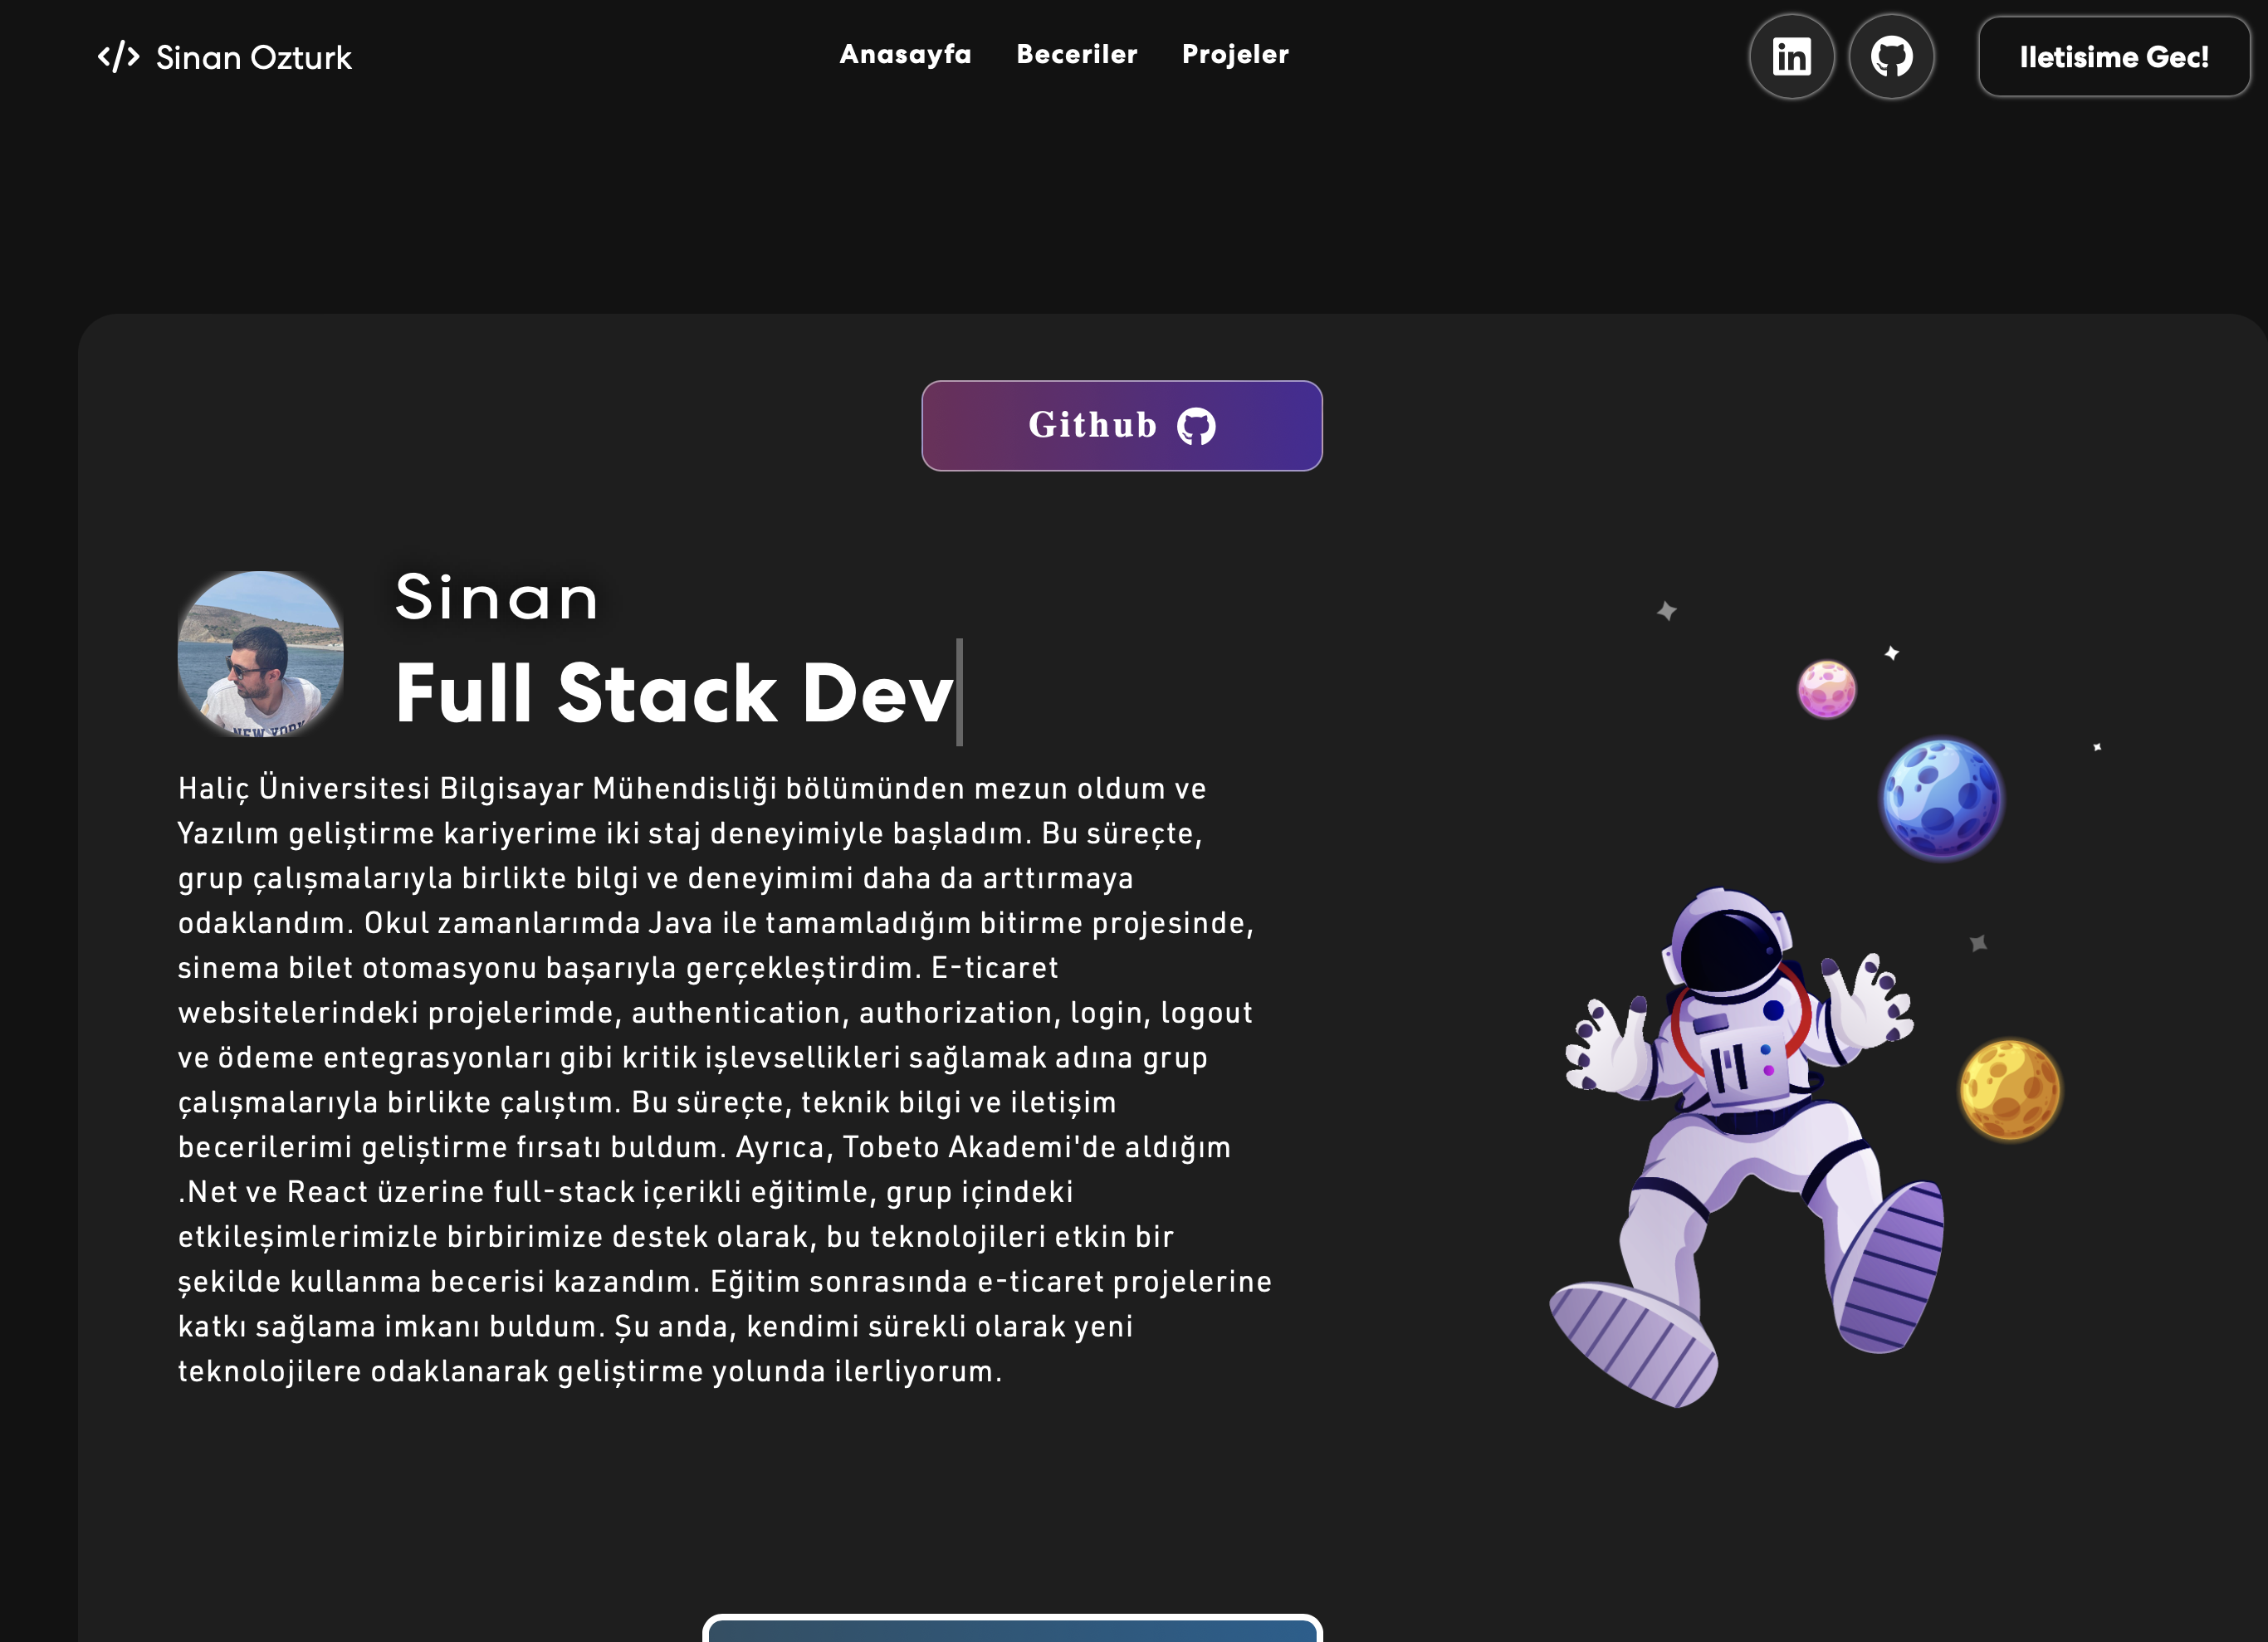 Sinan Ozturk
Anasayfa Beceriler Projeler
Iletisime Gec!
Github
Sinan
Full Stack Dev
NEW YORK
Haliç Üniversitesi Bilgisayar Mühendisliği bölümünden mezun oldum ve
Yazılım geliştirme kariyerime iki staj deneyimiyle başladım. Bu süreçte,
grup çalışmalarıyla birlikte bilgi ve deneyimimi daha da arttırmaya
odaklandım. Okul zamanlarımda Java ile tamamladığım bitirme projesinde,
sinema bilet otomasyonu başarıyla gerçekleştirdim. E-ticaret
websitelerindeki projelerimde, authentication, authorization, login, logout
ve ödeme entegrasyonları gibi kritik işlevsellikleri sağlamak adına grup
çalışmalarıyla birlikte çalıştım. Bu süreçte, teknik bilgi ve iletişim
becerilerimi geliştirme fırsatı buldum. Ayrıca, Tobeto Akademi'de aldığım
.Net ve React üzerine full-stack içerikli eğitimle, grup içindeki
etkileşimlerimizle birbirimize destek olarak, bu teknolojileri etkin bir
şekilde kullanma becerisi kazandım. Eğitim sonrasında e-ticaret projelerine
katkı sağlama imkanı buldum. Şu anda, kendimi sürekli olarak yeni
teknolojilere odaklanarak geliştirme yolunda ilerliyorum.